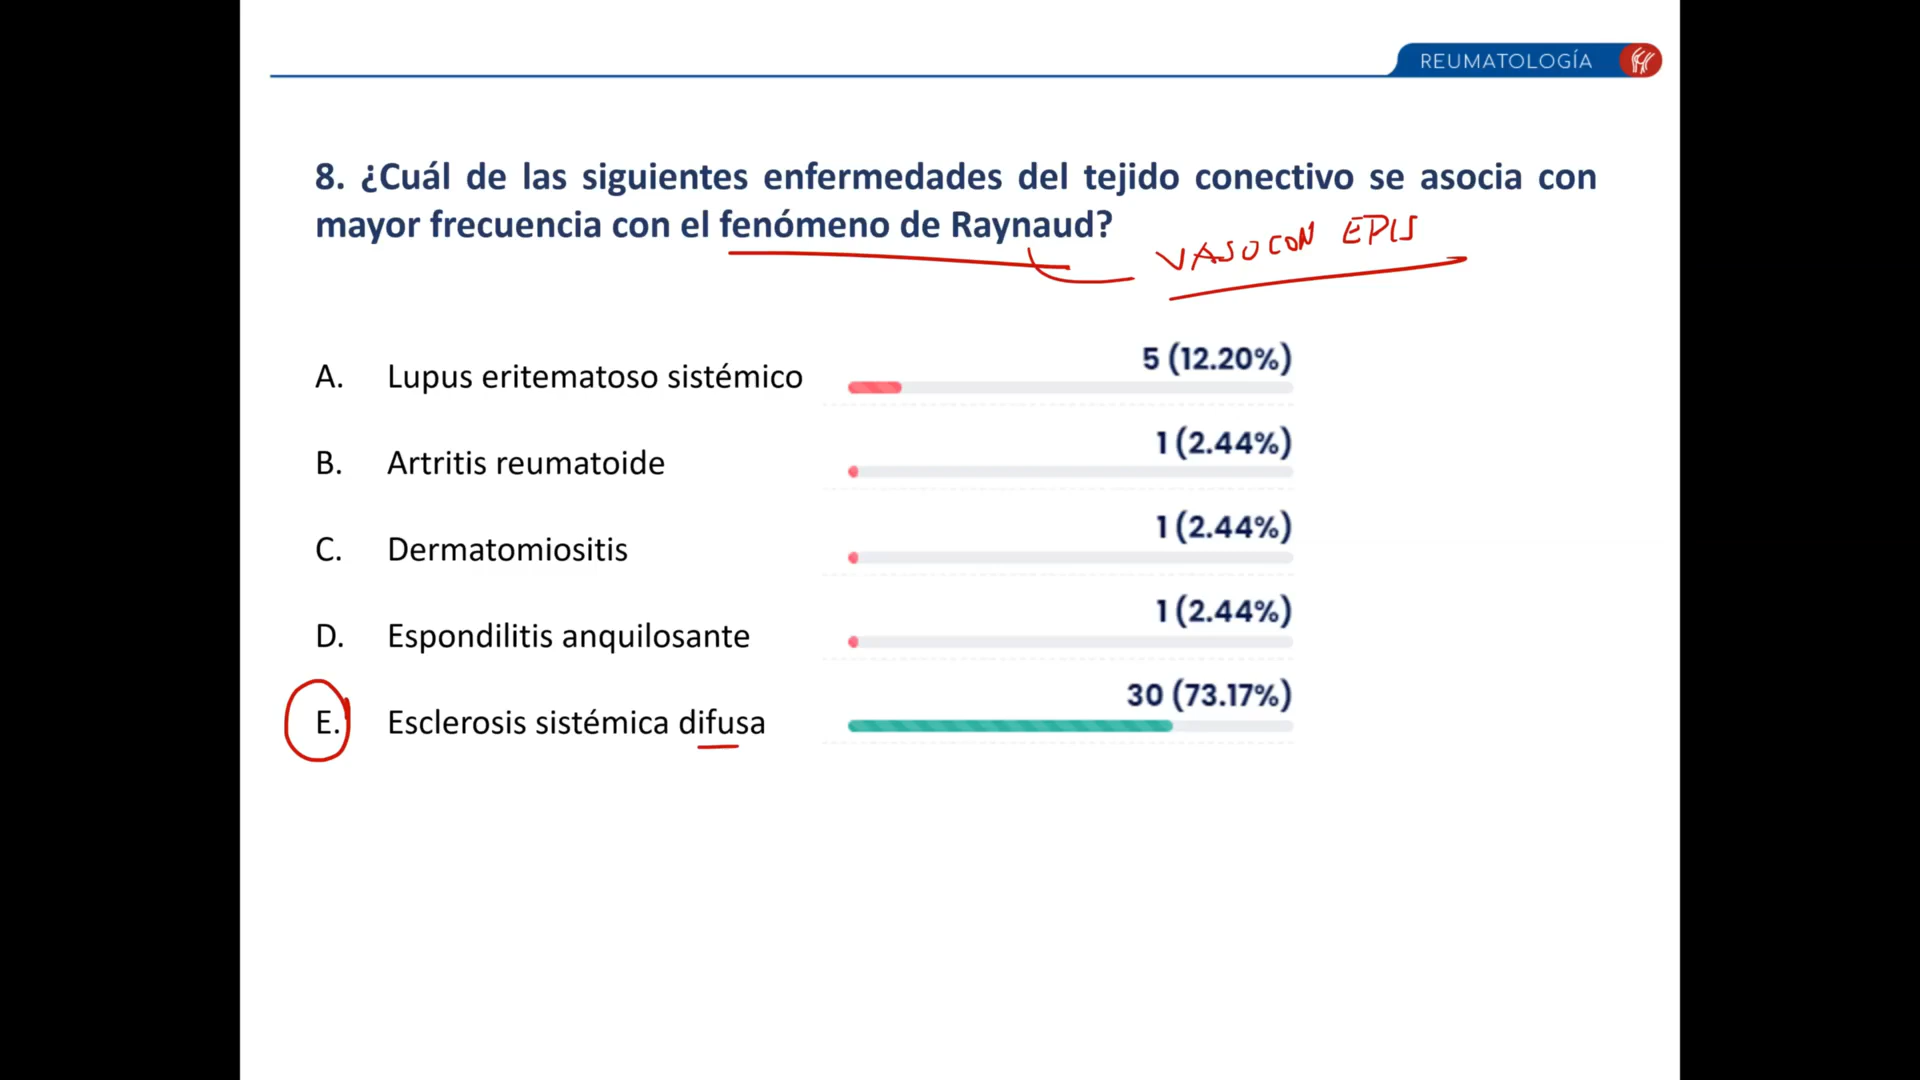 REUMATOLOGÍA
8. ¿Cuál de las siguientes enfermedades del tejido conectivo se asocia con
mayor frecuencia con el fenómeno de Raynaud?
VASOCON EPIS
A. Lupus eritematoso sistémico 5 (12.20%)
B. Artritis reumatoide 1 (2.44%)
C. Dermatomiositis 1 (2.44%)
D. Espondilitis anquilosante 1 (2.44%)
E. Esclerosis sistémica difusa 30 (73.17%)